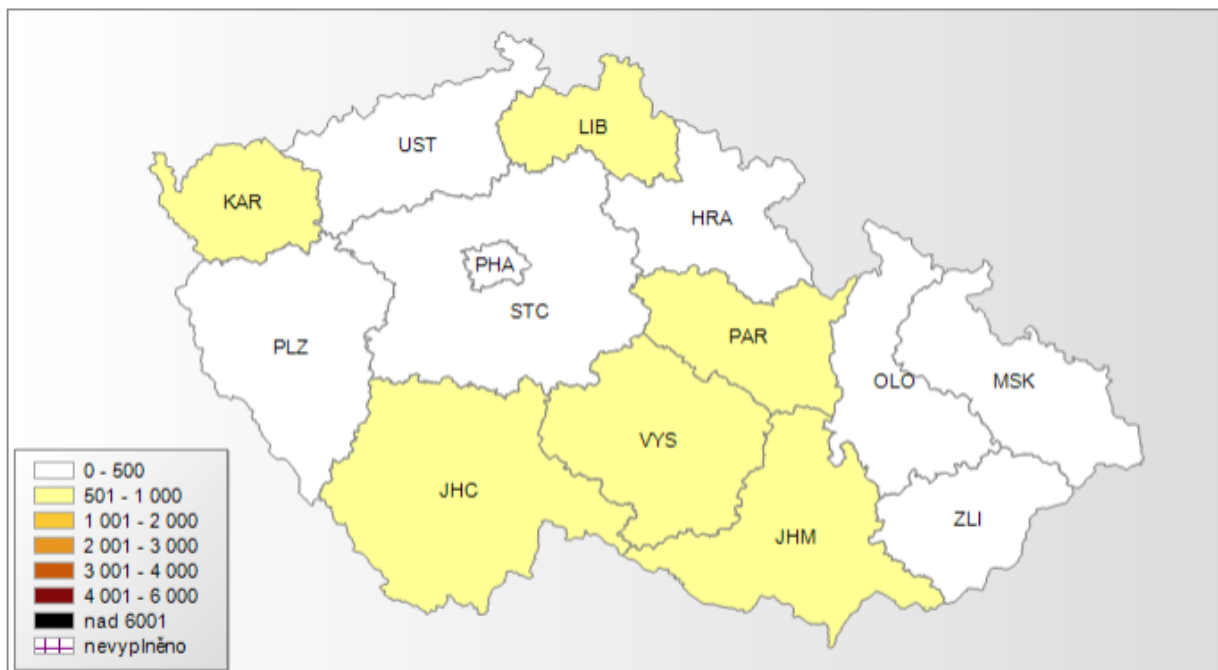 LIB
UST
KAR
HRA
PHA
STC
PAR
PLZ
OLO
MSK
VYS
JHC
ZLI
JHM
0 - 500
501 - 1 000
1 001 - 2 000
2 001 - 3 000
3 001 - 4 000
4 001 - 6 000
nad 6001
nevyplněno